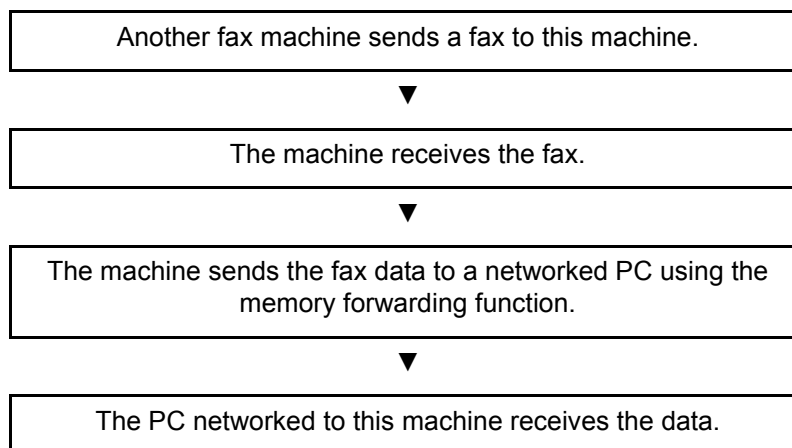 Another fax machine sends a fax to this machine.
The machine receives the fax.
The machine sends the fax data to a networked PC using the
memory forwarding function.
The PC networked to this machine receives the data.